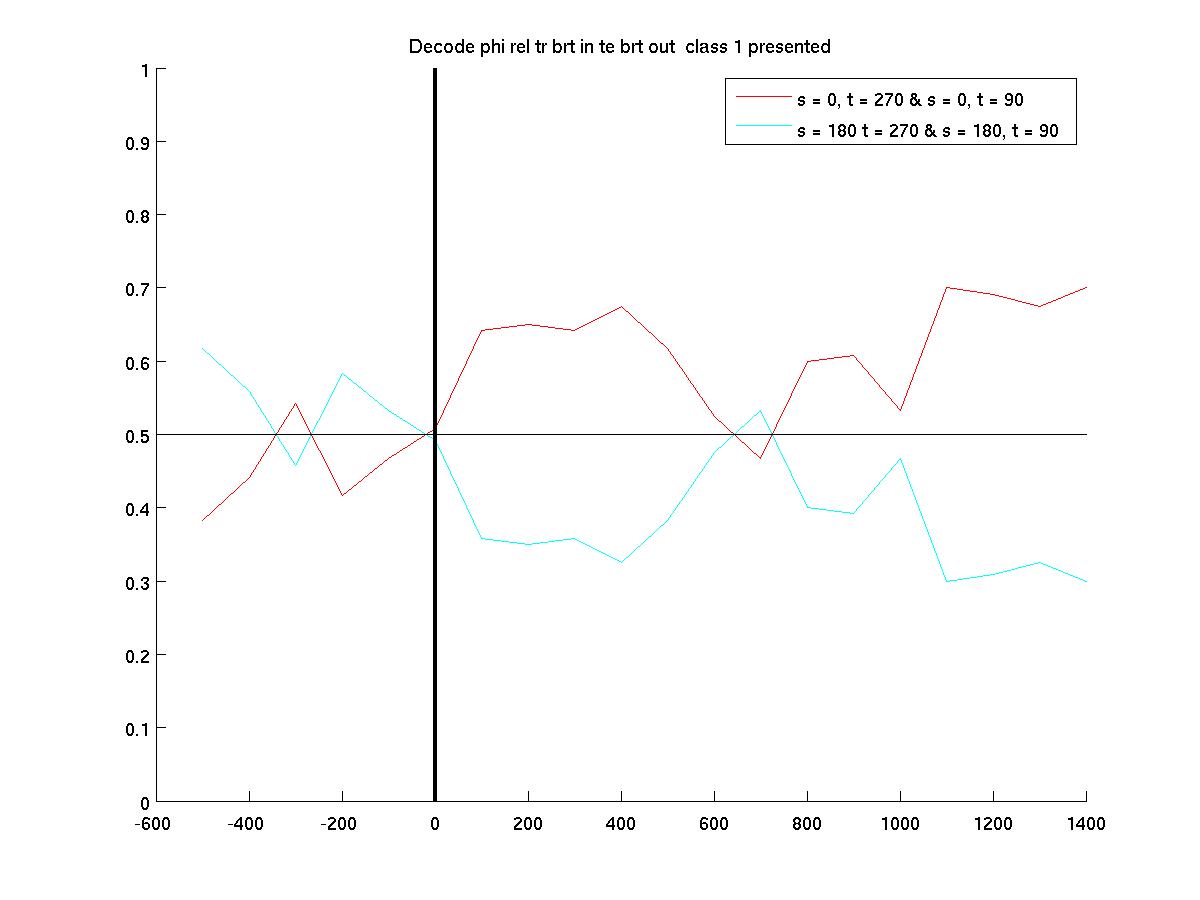 Decode phi rel tr brt in te brt out  class 1 presented
s = 0, t = 270 & s = 0, t = 90
s = 180 t = 270 & s = 180, t = 90
1
0.9
0.8
0.7
0.6
0.5
0.4
0.3
0.2
0.1
0
-600 -400 -200 0 200 400 600 800 1000 1200 1400